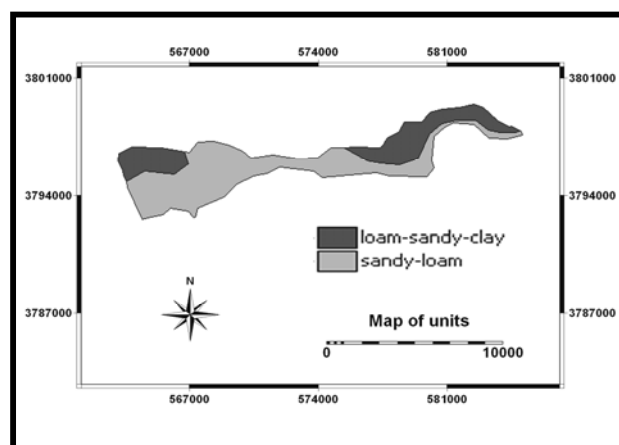 567000 574000 581000
3801000 3801000
3794000 3794000
loam-sandy-clay
sandy-loam
N
3787000 3787000
Map of units
0 10000
567000 574000 581000